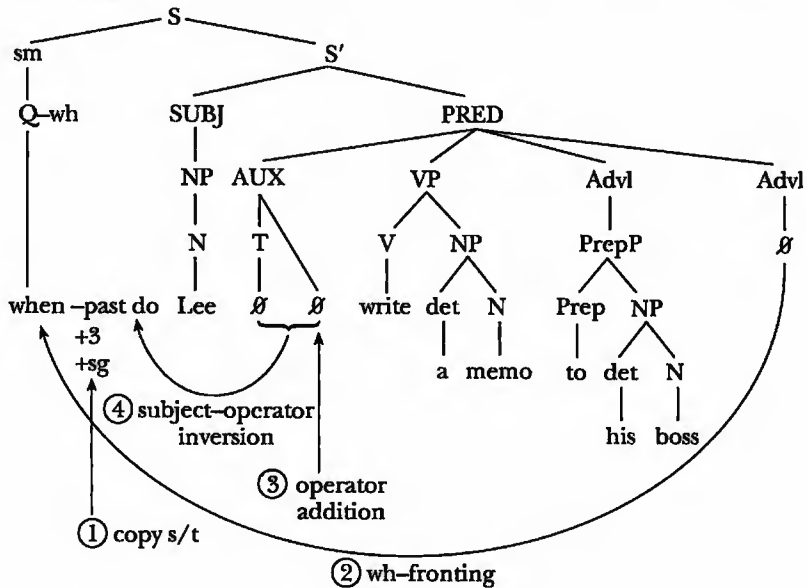 S
sm S′
Q–wh SUBJ PRED
NP AUX VP Advl Advl
N T V NP PrepP Ø
when –past do Lee Ø Ø write det N Prep NP
+3
+sg a memo to det N
④ subject–operator
inversion his boss
③ operator
addition
① copy s/t
② wh–fronting